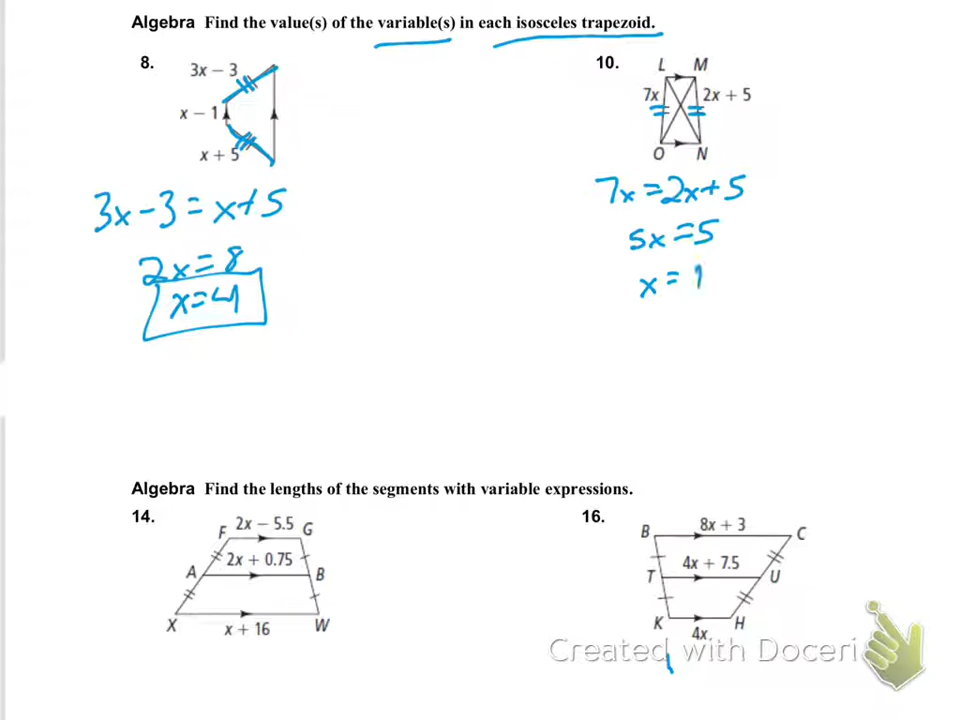 Algebra Find the value(s) of the variable(s) in each isosceles trapezoid.
8.
3x – 3
x – 1
x + 5
3x – 3 = x + 5
2x = 8
x = 4
10.
L M
7x 2x + 5
O N
7x = 2x + 5
5x = 5
x = 1
Algebra Find the lengths of the segments with variable expressions.
14.
F 2x – 5.5 G
A 2x + 0.75 B
X x + 16 W
16.
B 8x + 3 C
T 4x + 7.5 U
K 4x H
Created with Doceri